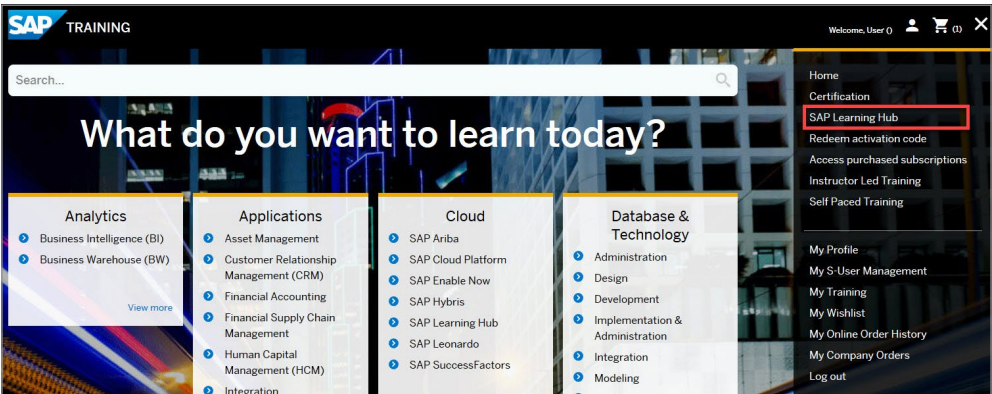 SAP TRAINING
Welcome, User () (1)
Search...
What do you want to learn today?
Analytics
Business Intelligence (BI)
Business Warehouse (BW)
View more
Applications
Asset Management
Customer Relationship
Management (CRM)
Financial Accounting
Financial Supply Chain
Management
Human Capital
Management (HCM)
Integration
Cloud
SAP Ariba
SAP Cloud Platform
SAP Enable Now
SAP Hybris
SAP Learning Hub
SAP Leonardo
SAP SuccessFactors
Database &
Technology
Administration
Design
Development
Implementation &
Administration
Integration
Modeling
Home
Certification
SAP Learning Hub
Redeem activation code
Access purchased subscriptions
Instructor Led Training
Self Paced Training
My Profile
My S-User Management
My Training
My Wishlist
My Online Order History
My Company Orders
Log out